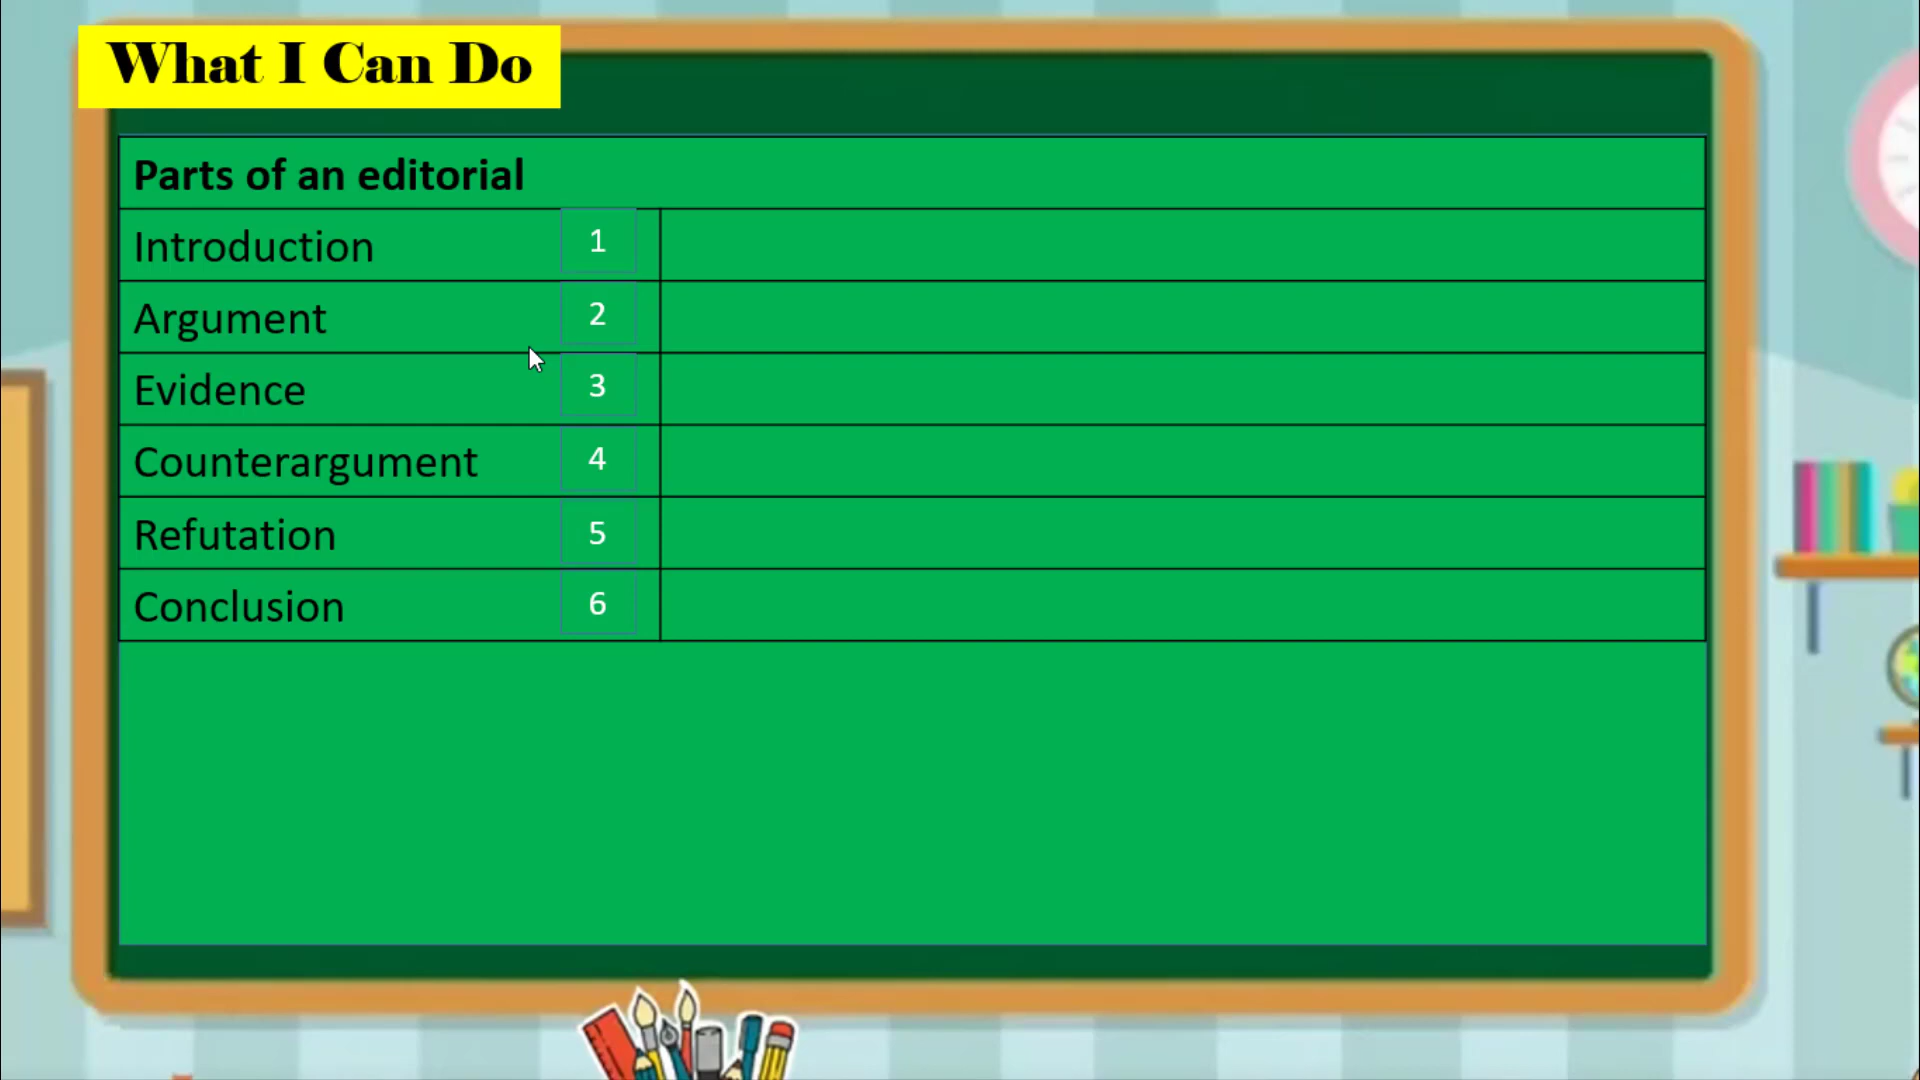 What I Can Do
Parts of an editorial
Introduction 1
Argument 2
Evidence 3
Counterargument 4
Refutation 5
Conclusion 6